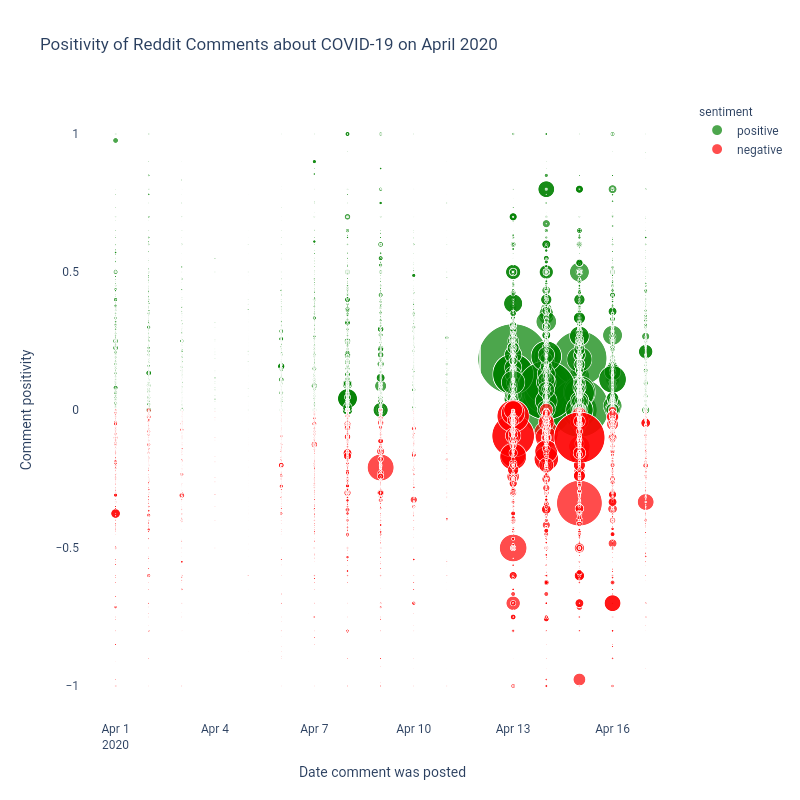 Positivity of Reddit Comments about COVID-19 on April 2020
sentiment
positive
negative
Comment positivity
1
0.5
0
−0.5
−1
Apr 1
2020
Apr 4
Apr 7
Apr 10
Apr 13
Apr 16
Date comment was posted